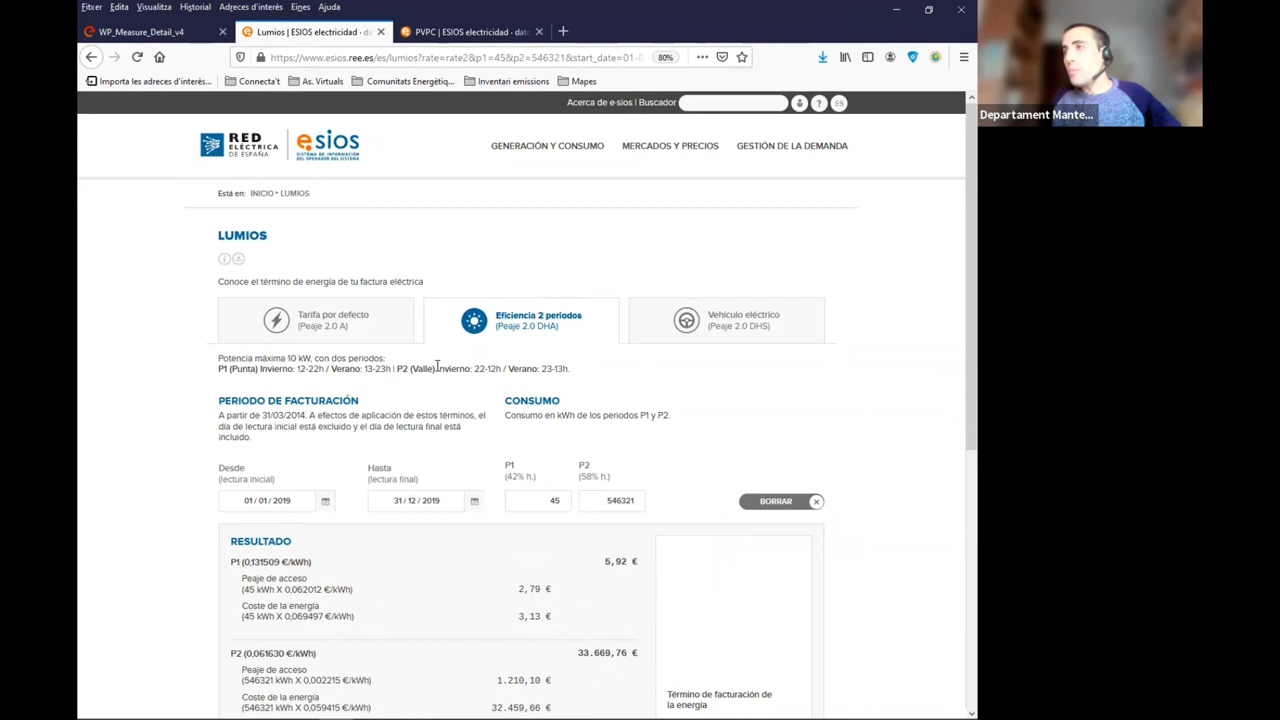 Fitxer Edita Visualitza Historial Adreces d'interès Eines Ajuda
WP_Measure_Detail_v4
Lumios | ESIOS electricidad · da
PVPC | ESIOS electricidad · dato
https://www.esios.ree.es/es/lumios?rate=rate2&p1=45&p2=546321&start_date=01-0
80%
Importa les adreces d'interès...
Connecta't
As. Virtuals
Comunitats Energètiq...
Inventari emissions
Mapes
Acerca de e·sios | Buscador
?
ES
RED
ELÉCTRICA
DE ESPAÑA
e·sios
SISTEMA DE INFORMACIÓN
DEL OPERADOR DEL SISTEMA
GENERACIÓN Y CONSUMO
MERCADOS Y PRECIOS
GESTIÓN DE LA DEMANDA
Está en: INICIO LUMIOS
LUMIOS
Conoce el término de energía de tu factura eléctrica
Tarifa por defecto
(Peaje 2.0 A)
Eficiencia 2 periodos
(Peaje 2.0 DHA)
Vehículo eléctrico
(Peaje 2.0 DHS)
Potencia máxima 10 kW, con dos periodos:
P1 (Punta) Invierno: 12-22h / Verano: 13-23h | P2 (Valle) Invierno: 22-12h / Verano: 23-13h.
PERIODO DE FACTURACIÓN
A partir de 31/03/2014. A efectos de aplicación de estos términos, el
día de lectura inicial está excluido y el día de lectura final está
incluido.
CONSUMO
Consumo en kWh de los periodos P1 y P2.
Desde
(lectura inicial)
01 / 01 / 2019
Hasta
(lectura final)
31 / 12 / 2019
P1
(42% h.)
45
P2
(58% h.)
546321
BORRAR
RESULTADO
P1 (0,131509 €/kWh) 5,92 €
Peaje de acceso
(45 kWh X 0,062012 €/kWh) 2,79 €
Coste de la energía
(45 kWh X 0,069497 €/kWh) 3,13 €
P2 (0,061630 €/kWh) 33.669,76 €
Peaje de acceso
(546321 kWh X 0,002215 €/kWh) 1.210,10 €
Coste de la energía
(546321 kWh X 0,059415 €/kWh) 32.459,66 €
Término de facturación de
la energía
Departament Mante...